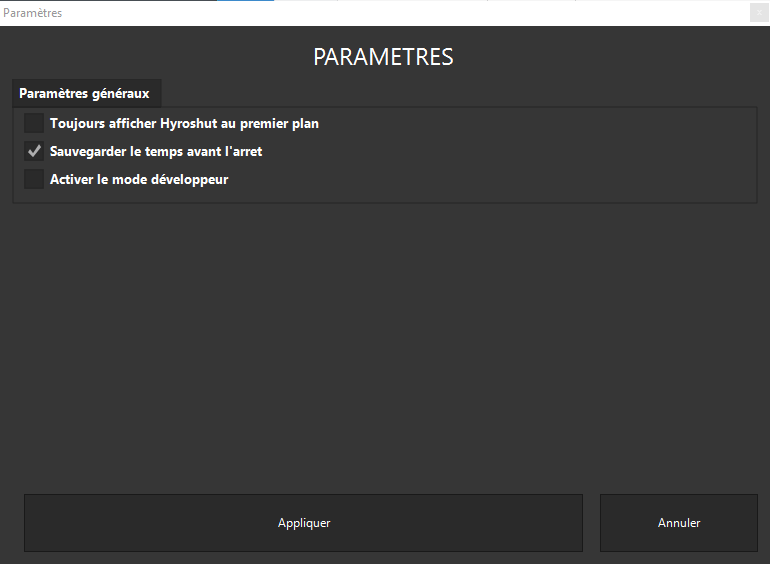 Paramètres
PARAMETRES
Paramètres généraux
Toujours afficher Hyroshut au premier plan
Sauvegarder le temps avant l'arret
Activer le mode développeur
Appliquer
Annuler